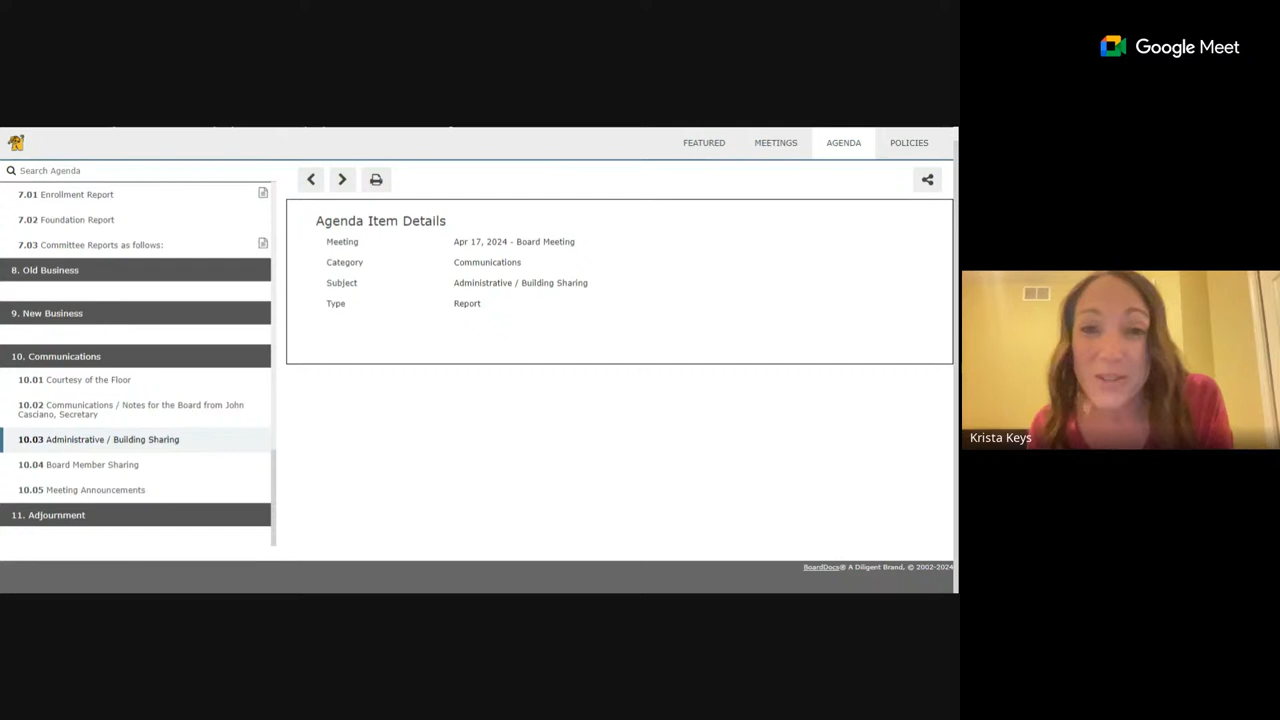 Google Meet
FEATURED
MEETINGS
AGENDA
POLICIES
Search Agenda
7.01 Enrollment Report
7.02 Foundation Report
7.03 Committee Reports as follows:
8. Old Business
9. New Business
10. Communications
10.01 Courtesy of the Floor
10.02 Communications / Notes for the Board from John
Casciano, Secretary
10.03 Administrative / Building Sharing
10.04 Board Member Sharing
10.05 Meeting Announcements
11. Adjournment
Agenda Item Details
Meeting Apr 17, 2024 - Board Meeting
Category Communications
Subject Administrative / Building Sharing
Type Report
BoardDocs® A Diligent Brand, © 2002-2024
Krista Keys